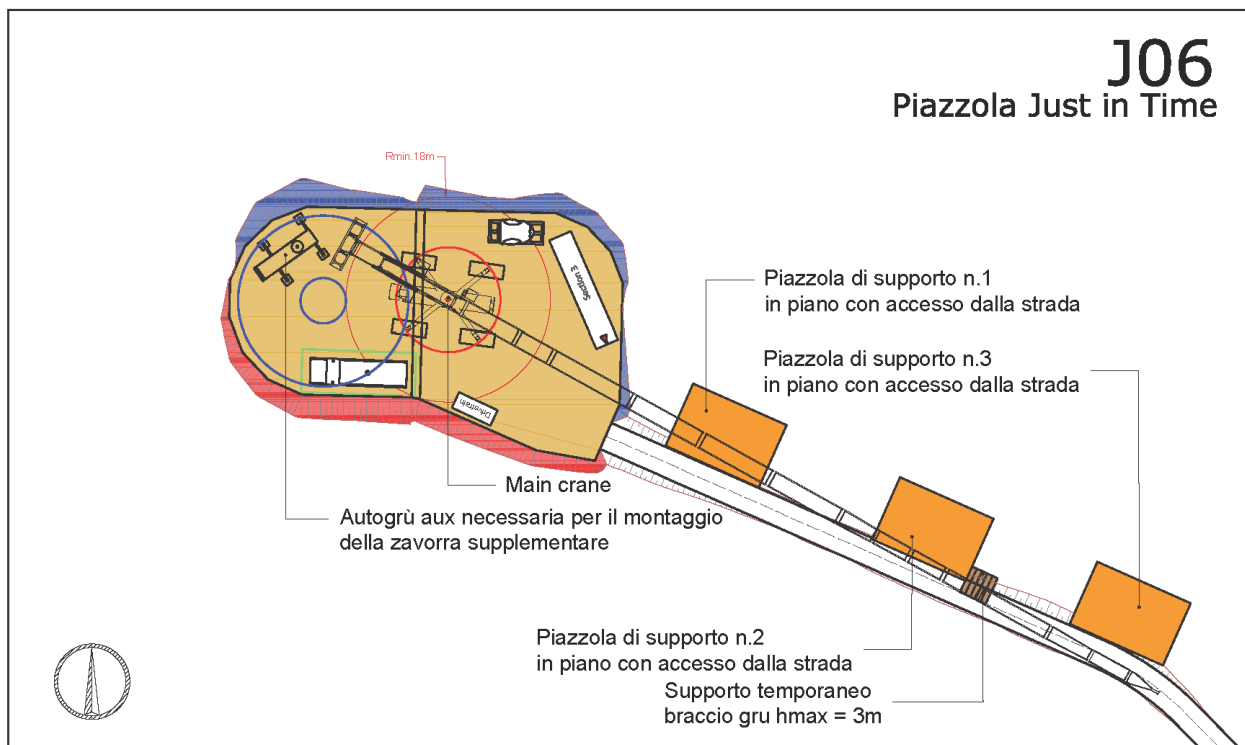 J06
Piazzola Just in Time
Rmin.18m
Section 3
Piazzola di supporto n.1
in piano con accesso dalla strada
Piazzola di supporto n.3
in piano con accesso dalla strada
Drivetrain
Main crane
Autogrù aux necessaria per il montaggio
della zavorra supplementare
Piazzola di supporto n.2
in piano con accesso dalla strada
Supporto temporaneo
braccio gru hmax = 3m